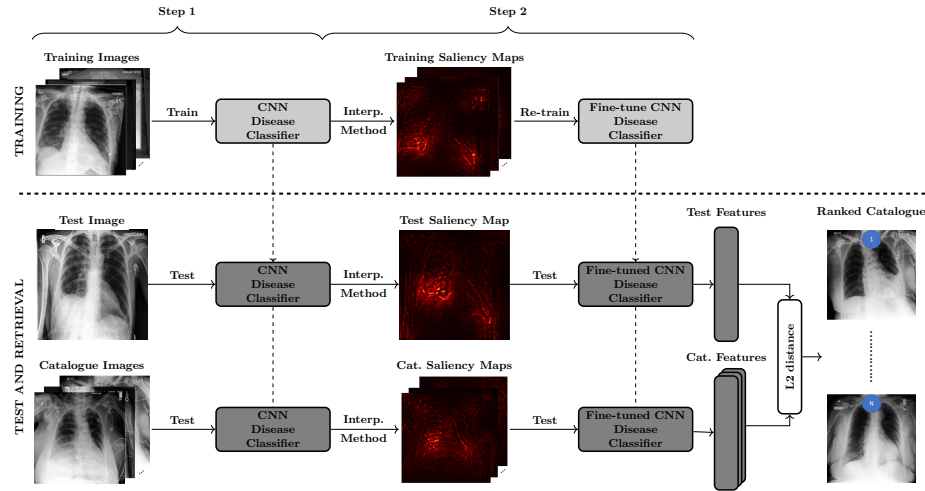 Step 1
Step 2
Training Images
Training Saliency Maps
TRAINING
Train
CNN
Disease
Classifier
Interp.
Method
Re-train
Fine-tune CNN
Disease
Classifier
TEST AND RETRIEVAL
Test Image
Test Saliency Map
Test Features
Ranked Catalogue
Test
CNN
Disease
Classifier
Interp.
Method
Test
Fine-tuned CNN
Disease
Classifier
1
L2 distance
Catalogue Images
Cat. Saliency Maps
Cat. Features
Test
CNN
Disease
Classifier
Interp.
Method
Test
Fine-tuned CNN
Disease
Classifier
N